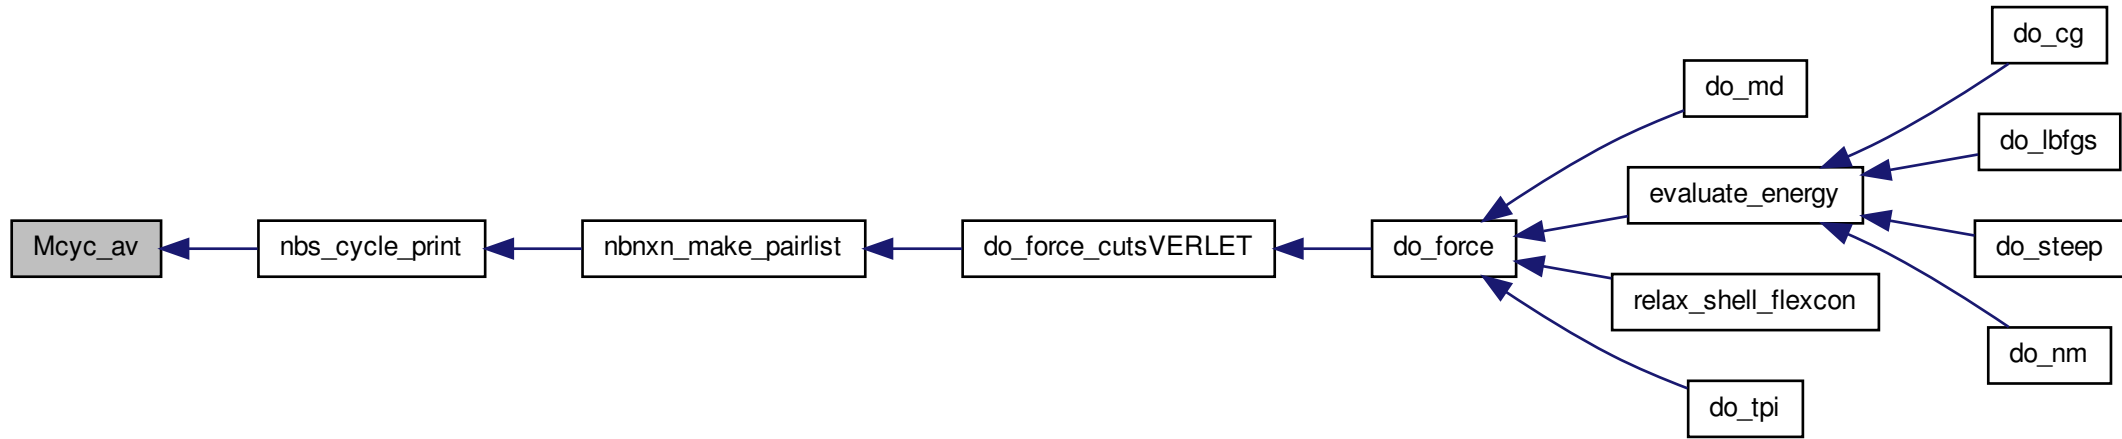 Mcyc_av
nbs_cycle_print
nbnxn_make_pairlist
do_force_cutsVERLET
do_force
do_md
evaluate_energy
relax_shell_flexcon
do_tpi
do_cg
do_lbfgs
do_steep
do_nm